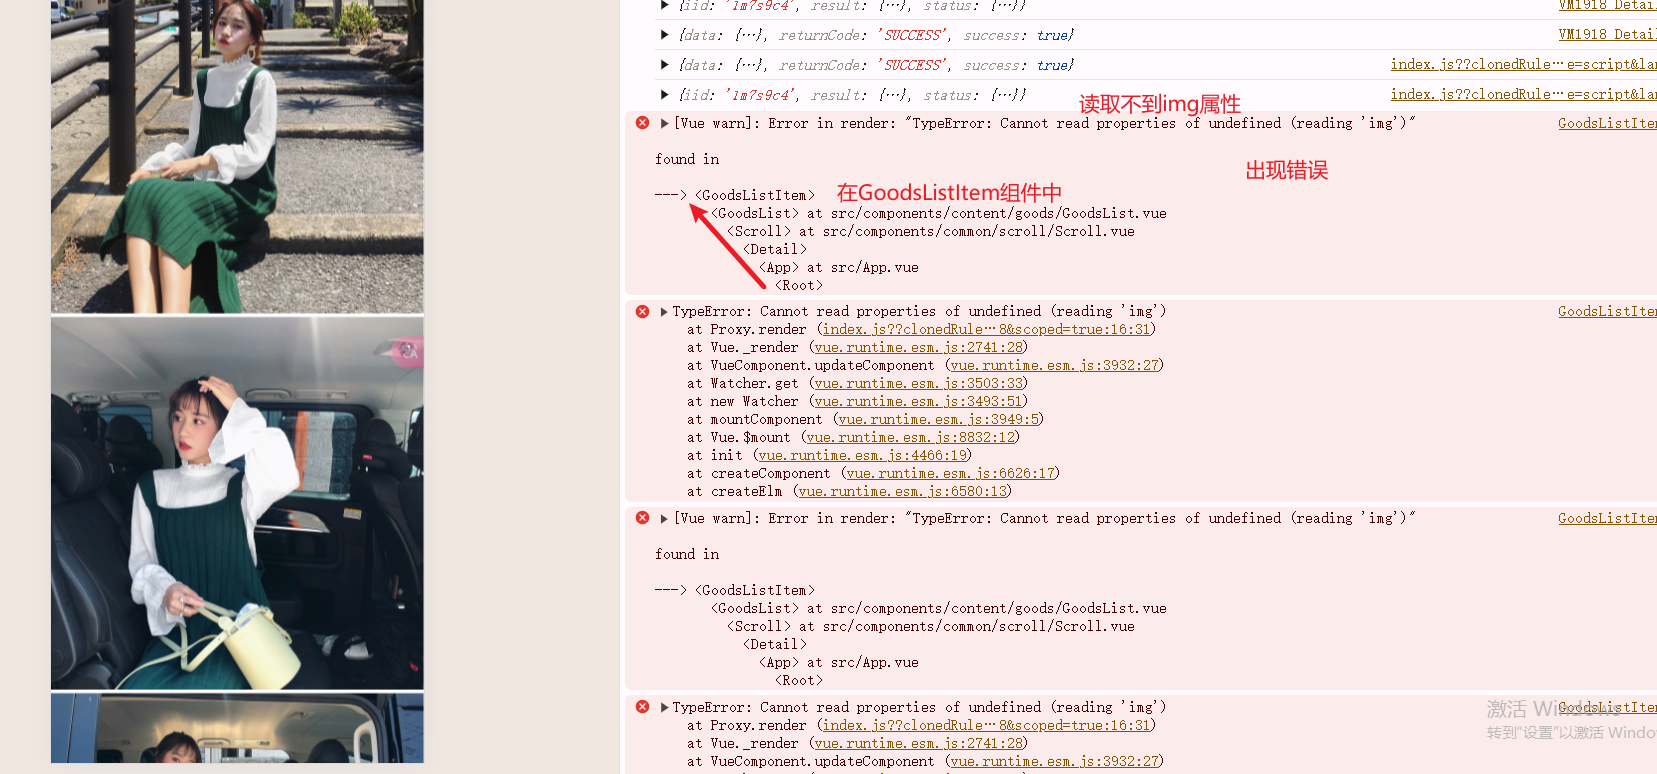 ▶ {iid: '1m7s9c4', result: {…}, status: {…}} VM1918 Detai
▶ {data: {…}, returnCode: 'SUCCESS', success: true} VM1918 Detai
▶ {data: {…}, returnCode: 'SUCCESS', success: true} index.js??clonedRule…e=script&lan
▶ {iid: '1m7s9c4', result: {…}, status: {…}} index.js??clonedRule…e=script&lan
读取不到img属性
▶[Vue warn]: Error in render: "TypeError: Cannot read properties of undefined (reading 'img')" GoodsListItem
found in
出现错误
---> <GoodsListItem> 在GoodsListItem组件中
<GoodsList> at src/components/content/goods/GoodsList.vue
<Scroll> at src/components/common/scroll/Scroll.vue
<Detail>
<App> at src/App.vue
<Root>
▶TypeError: Cannot read properties of undefined (reading 'img') GoodsListItem
at Proxy.render (index.js??clonedRule…8&scoped=true:16:31)
at Vue._render (vue.runtime.esm.js:2741:28)
at VueComponent.updateComponent (vue.runtime.esm.js:3932:27)
at Watcher.get (vue.runtime.esm.js:3503:33)
at new Watcher (vue.runtime.esm.js:3493:51)
at mountComponent (vue.runtime.esm.js:3949:5)
at Vue.$mount (vue.runtime.esm.js:8832:12)
at init (vue.runtime.esm.js:4466:19)
at createComponent (vue.runtime.esm.js:6626:17)
at createElm (vue.runtime.esm.js:6580:13)
▶[Vue warn]: Error in render: "TypeError: Cannot read properties of undefined (reading 'img')" GoodsListItem
found in
---> <GoodsListItem>
<GoodsList> at src/components/content/goods/GoodsList.vue
<Scroll> at src/components/common/scroll/Scroll.vue
<Detail>
<App> at src/App.vue
<Root>
▶TypeError: Cannot read properties of undefined (reading 'img') GoodsListItem
激活 Windows
at Proxy.render (index.js??clonedRule…8&scoped=true:16:31)
转到"设置"以激活 Windo
at Vue._render (vue.runtime.esm.js:2741:28)
at VueComponent.updateComponent (vue.runtime.esm.js:3932:27)